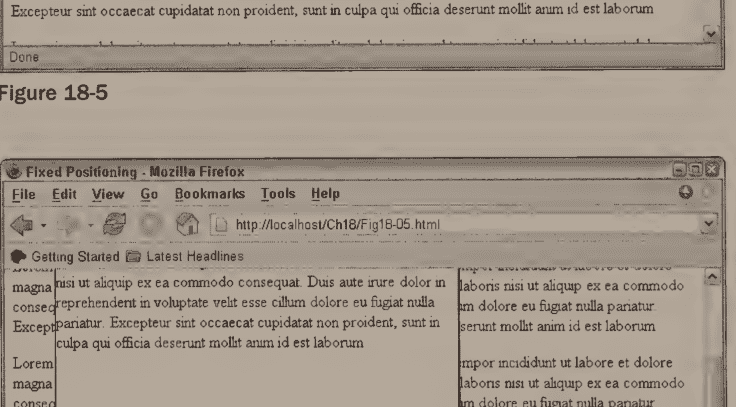 Excepteur sint occaecat cupidatat non proident, sunt in culpa qui officia deserunt mollit anim id est laborum
Done
Figure 18-5
Fixed Positioning - Mozilla Firefox
File Edit View Go Bookmarks Tools Help
http://localhost/Ch18/Fig18-05.html
Getting Started Latest Headlines
magna nisi ut aliquip ex ea commodo consequat. Duis aute irure dolor in laboris nisi ut aliquip ex ea commodo
conseq reprehenderit in voluptate velit esse cillum dolore eu fugiat nulla um dolore eu fugiat nulla pariatur.
Except pariatur. Excepteur sint occaecat cupidatat non proident, sunt in serunt mollit anim id est laborum
culpa qui officia deserunt mollit anim id est laborum
Lorem mpor incididunt ut labore et dolore
magna laboris nisi ut aliquip ex ea commodo
conseq um dolore eu fugiat nulla pariatur